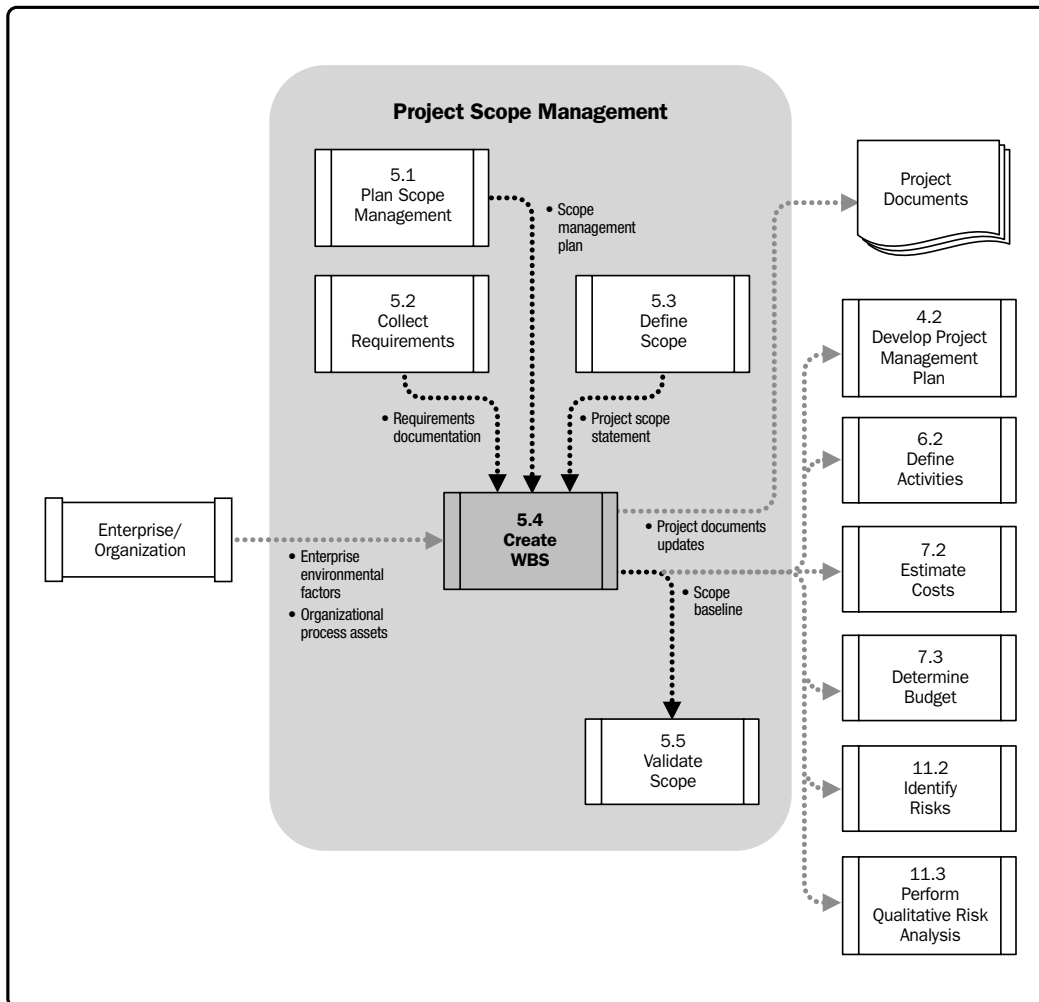 Project Scope Management
5.1
Plan Scope
Management
• Scope
management
plan
5.2
Collect
Requirements
5.3
Define
Scope
• Requirements
documentation
• Project scope
statement
Enterprise/
Organization
• Enterprise
environmental
factors
• Organizational
process assets
5.4
Create
WBS
• Project documents
updates
• Scope
baseline
5.5
Validate
Scope
Project
Documents
4.2
Develop Project
Management
Plan
6.2
Define
Activities
7.2
Estimate
Costs
7.3
Determine
Budget
11.2
Identify
Risks
11.3
Perform
Qualitative Risk
Analysis